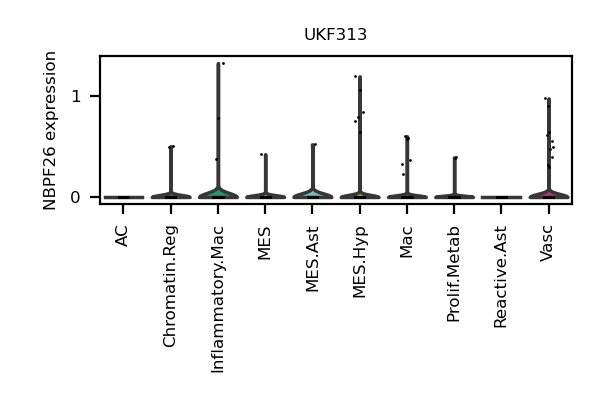 UKF313
NBPF26 expression
1
0
AC
Chromatin.Reg
Inflammatory.Mac
MES
MES.Ast
MES.Hyp
Mac
Prolif.Metab
Reactive.Ast
Vasc